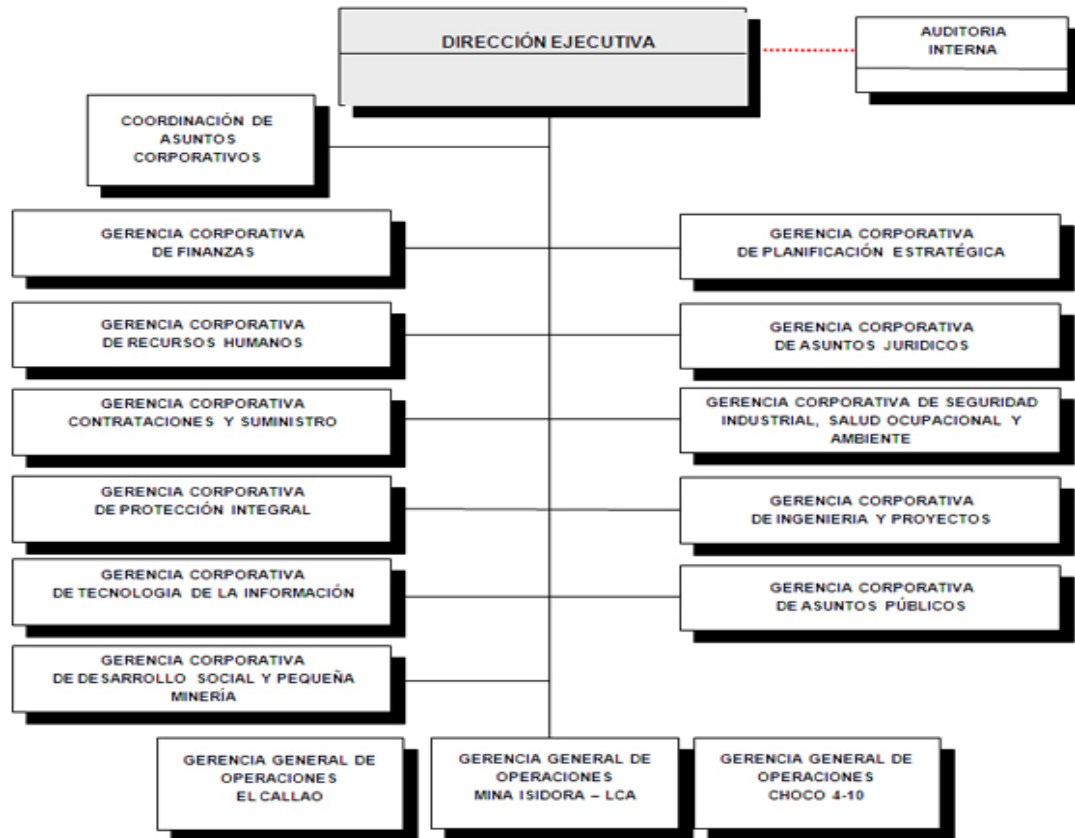 DIRECCIÓN EJECUTIVA
AUDITORIA
INTERNA
COORDINACIÓN DE
ASUNTOS
CORPORATIVOS
GERENCIA CORPORATIVA
DE FINANZAS
GERENCIA CORPORATIVA
DE PLANIFICACIÓN ESTRATÉGICA
GERENCIA CORPORATIVA
DE RECURSOS HUMANOS
GERENCIA CORPORATIVA
DE ASUNTOS JURIDICOS
GERENCIA CORPORATIVA
CONTRATACIONES Y SUMINISTRO
GERENCIA CORPORATIVA DE SEGURIDAD
INDUSTRIAL, SALUD OCUPACIONAL Y
AMBIENTE
GERENCIA CORPORATIVA
DE PROTECCIÓN INTEGRAL
GERENCIA CORPORATIVA
DE INGENIERIA Y PROYECTOS
GERENCIA CORPORATIVA
DE TECNOLOGIA DE LA INFORMACIÓN
GERENCIA CORPORATIVA
DE ASUNTOS PÚBLICOS
GERENCIA CORPORATIVA
DE DESARROLLO SOCIAL Y PEQUEÑA
MINERÍA
GERENCIA GENERAL DE
OPERACIONES
EL CALLAO
GERENCIA GENERAL DE
OPERACIONES
MINA ISIDORA – LCA
GERENCIA GENERAL DE
OPERACIONES
CHOCO 4-10